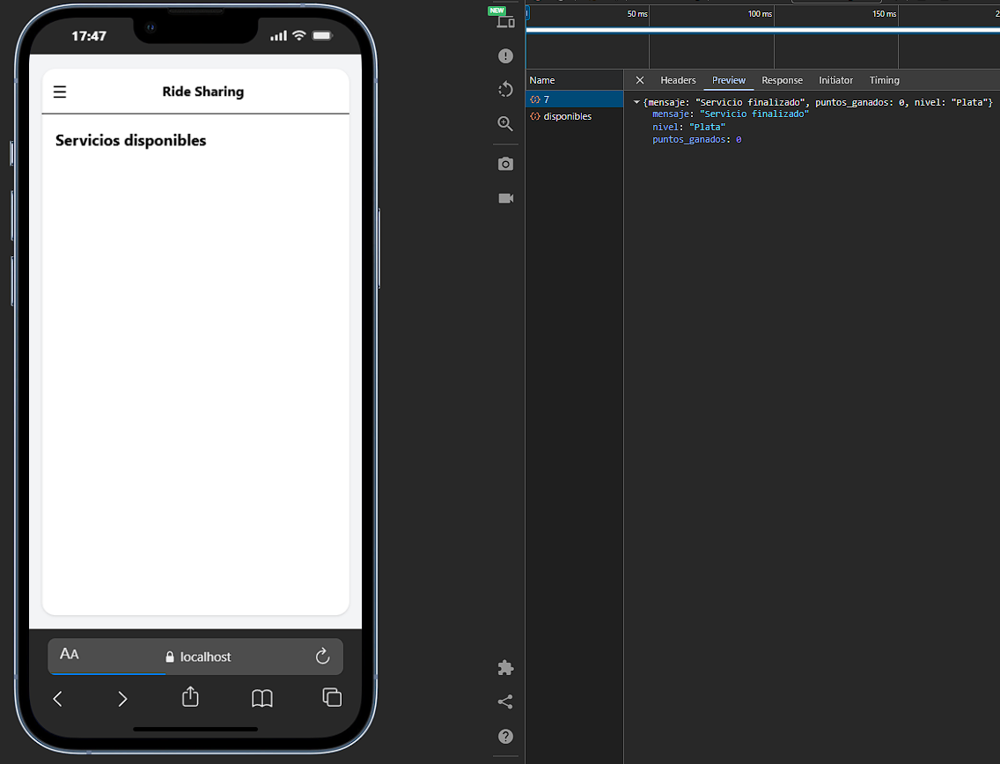 17:47
☰ Ride Sharing
Servicios disponibles
AA localhost
NEW
50 ms 100 ms 150 ms 2
Name
7
disponibles
Headers Preview Response Initiator Timing
{mensaje: "Servicio finalizado", puntos_ganados: 0, nivel: "Plata"}
mensaje: "Servicio finalizado"
nivel: "Plata"
puntos_ganados: 0